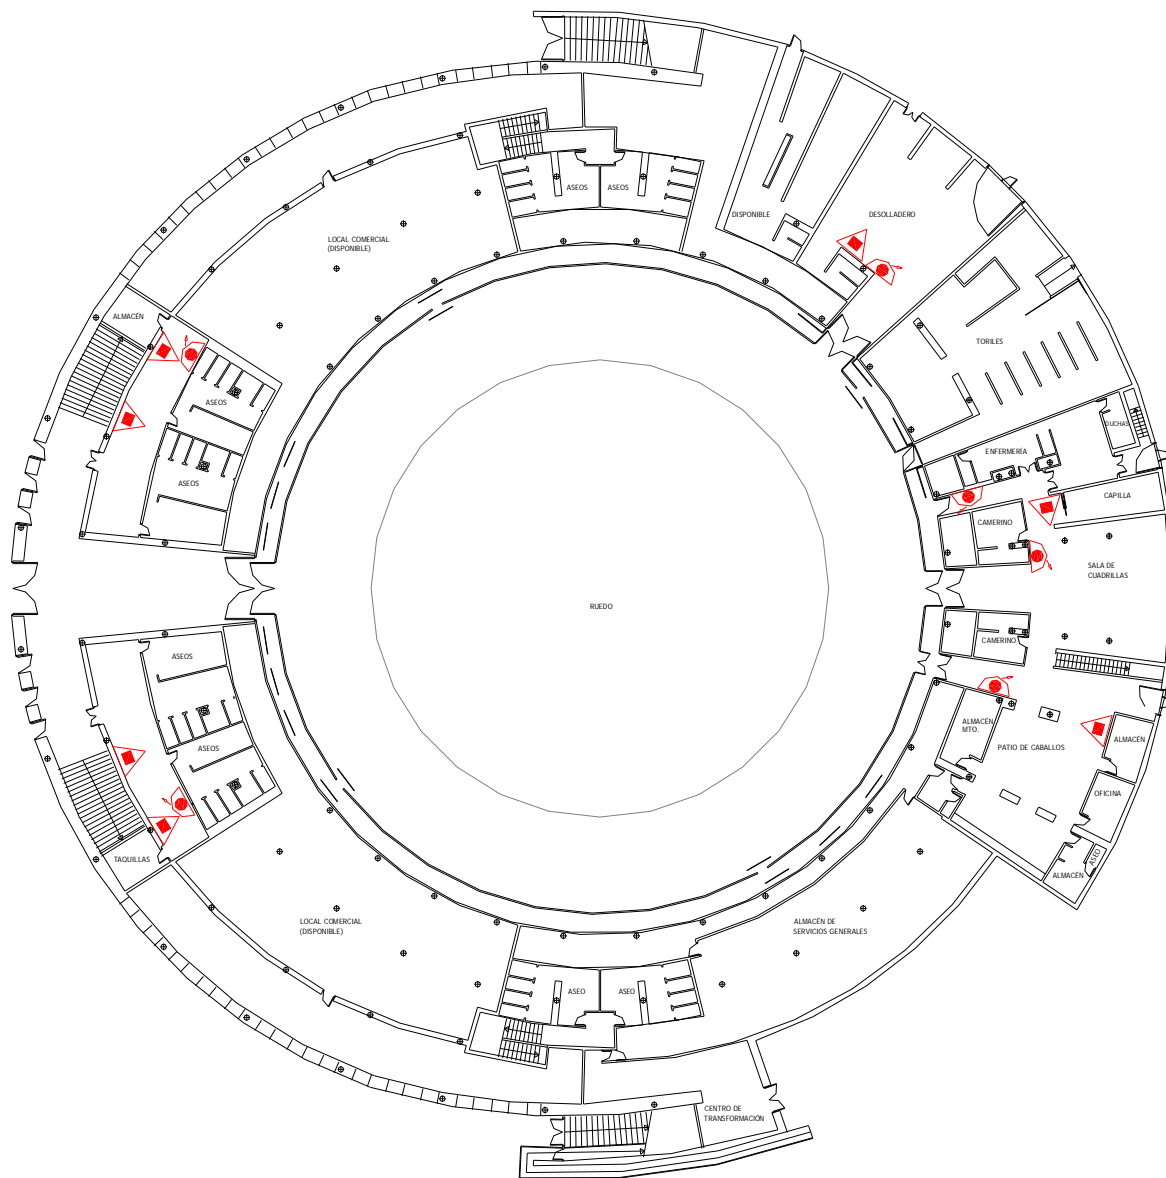 ASEOS
ASEOS
DISPONIBLE
DESOLLADERO
LOCAL COMERCIAL
(DISPONIBLE)
ALMACÉN
TORILES
ASEOS
DUCHAS
ENFERMERÍA
ASEOS
CAPILLA
CAMERINO
SALA DE
CUADRILLAS
RUEDO
CAMERINO
ASEOS
ALMACÉN
MTO.
PATIO DE CABALLOS
ALMACÉN
ASEOS
OFICINA
TAQUILLAS
ASEO
ALMACÉN
LOCAL COMERCIAL
(DISPONIBLE)
ALMACÉN DE
SERVICIOS GENERALES
ASEO
ASEO
CENTRO DE
TRANSFORMACIÓN